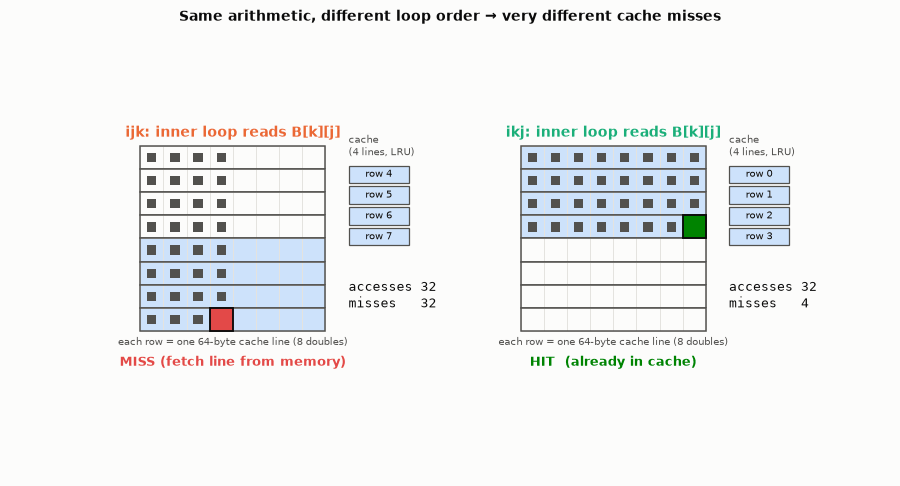 Same arithmetic, different loop order → very different cache misses
ijk: inner loop reads B[k][j]
cache
(4 lines, LRU)
row 4
row 5
row 6
row 7
accesses 32
misses   32
each row = one 64-byte cache line (8 doubles)
MISS (fetch line from memory)
ikj: inner loop reads B[k][j]
cache
(4 lines, LRU)
row 0
row 1
row 2
row 3
accesses 32
misses   4
each row = one 64-byte cache line (8 doubles)
HIT  (already in cache)